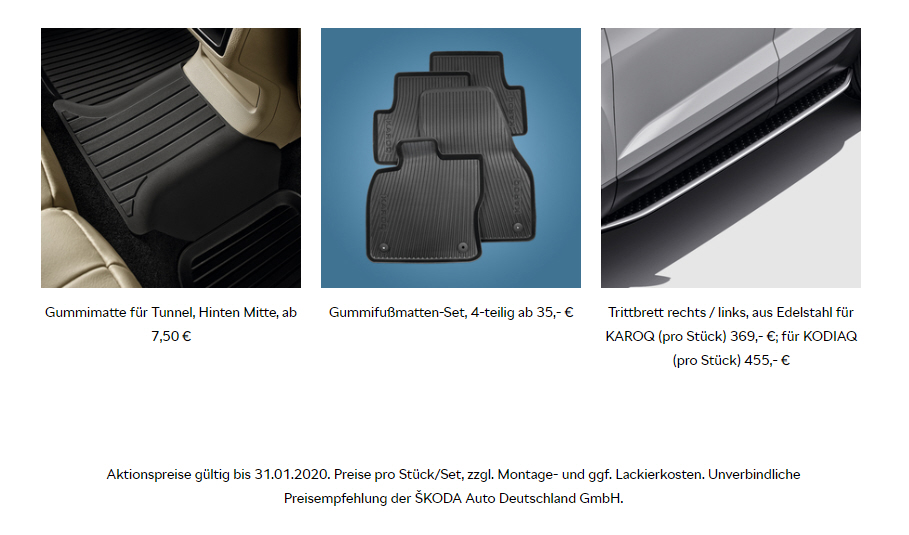 Gummimatte für Tunnel, Hinten Mitte, ab
7,50 €
Gummifußmatten-Set, 4-teilig ab 35,- €
Trittbrett rechts / links, aus Edelstahl für
KAROQ (pro Stück) 369,- €; für KODIAQ
(pro Stück) 455,- €
Aktionspreise gültig bis 31.01.2020. Preise pro Stück/Set, zzgl. Montage- und ggf. Lackierkosten. Unverbindliche
Preisempfehlung der ŠKODA Auto Deutschland GmbH.